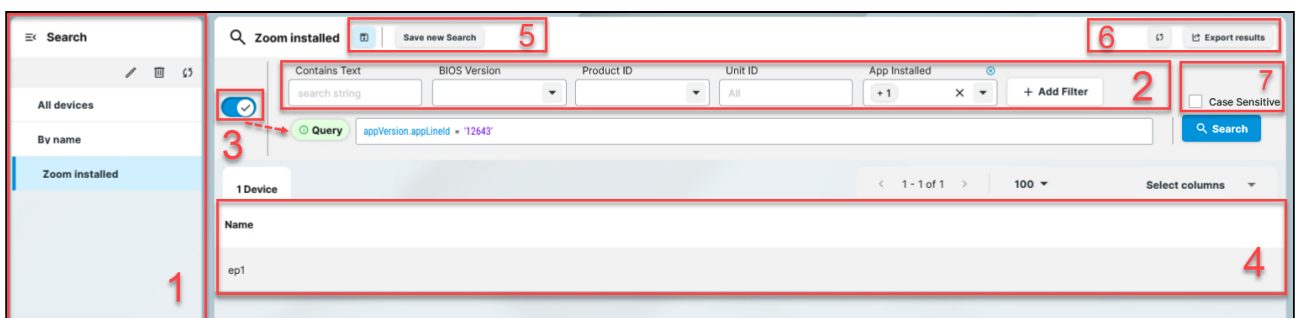 Search
All devices
By name
Zoom installed
1
Zoom installed
Save new Search
5
6
Export results
Contains Text
BIOS Version
Product ID
Unit ID
App Installed
search string
All
+ 1
+ Add Filter
2
7
Case Sensitive
3
Query
appVersion.appLineId = '12643'
Search
1 Device
1 - 1 of 1
100
Select columns
Name
ep1
4